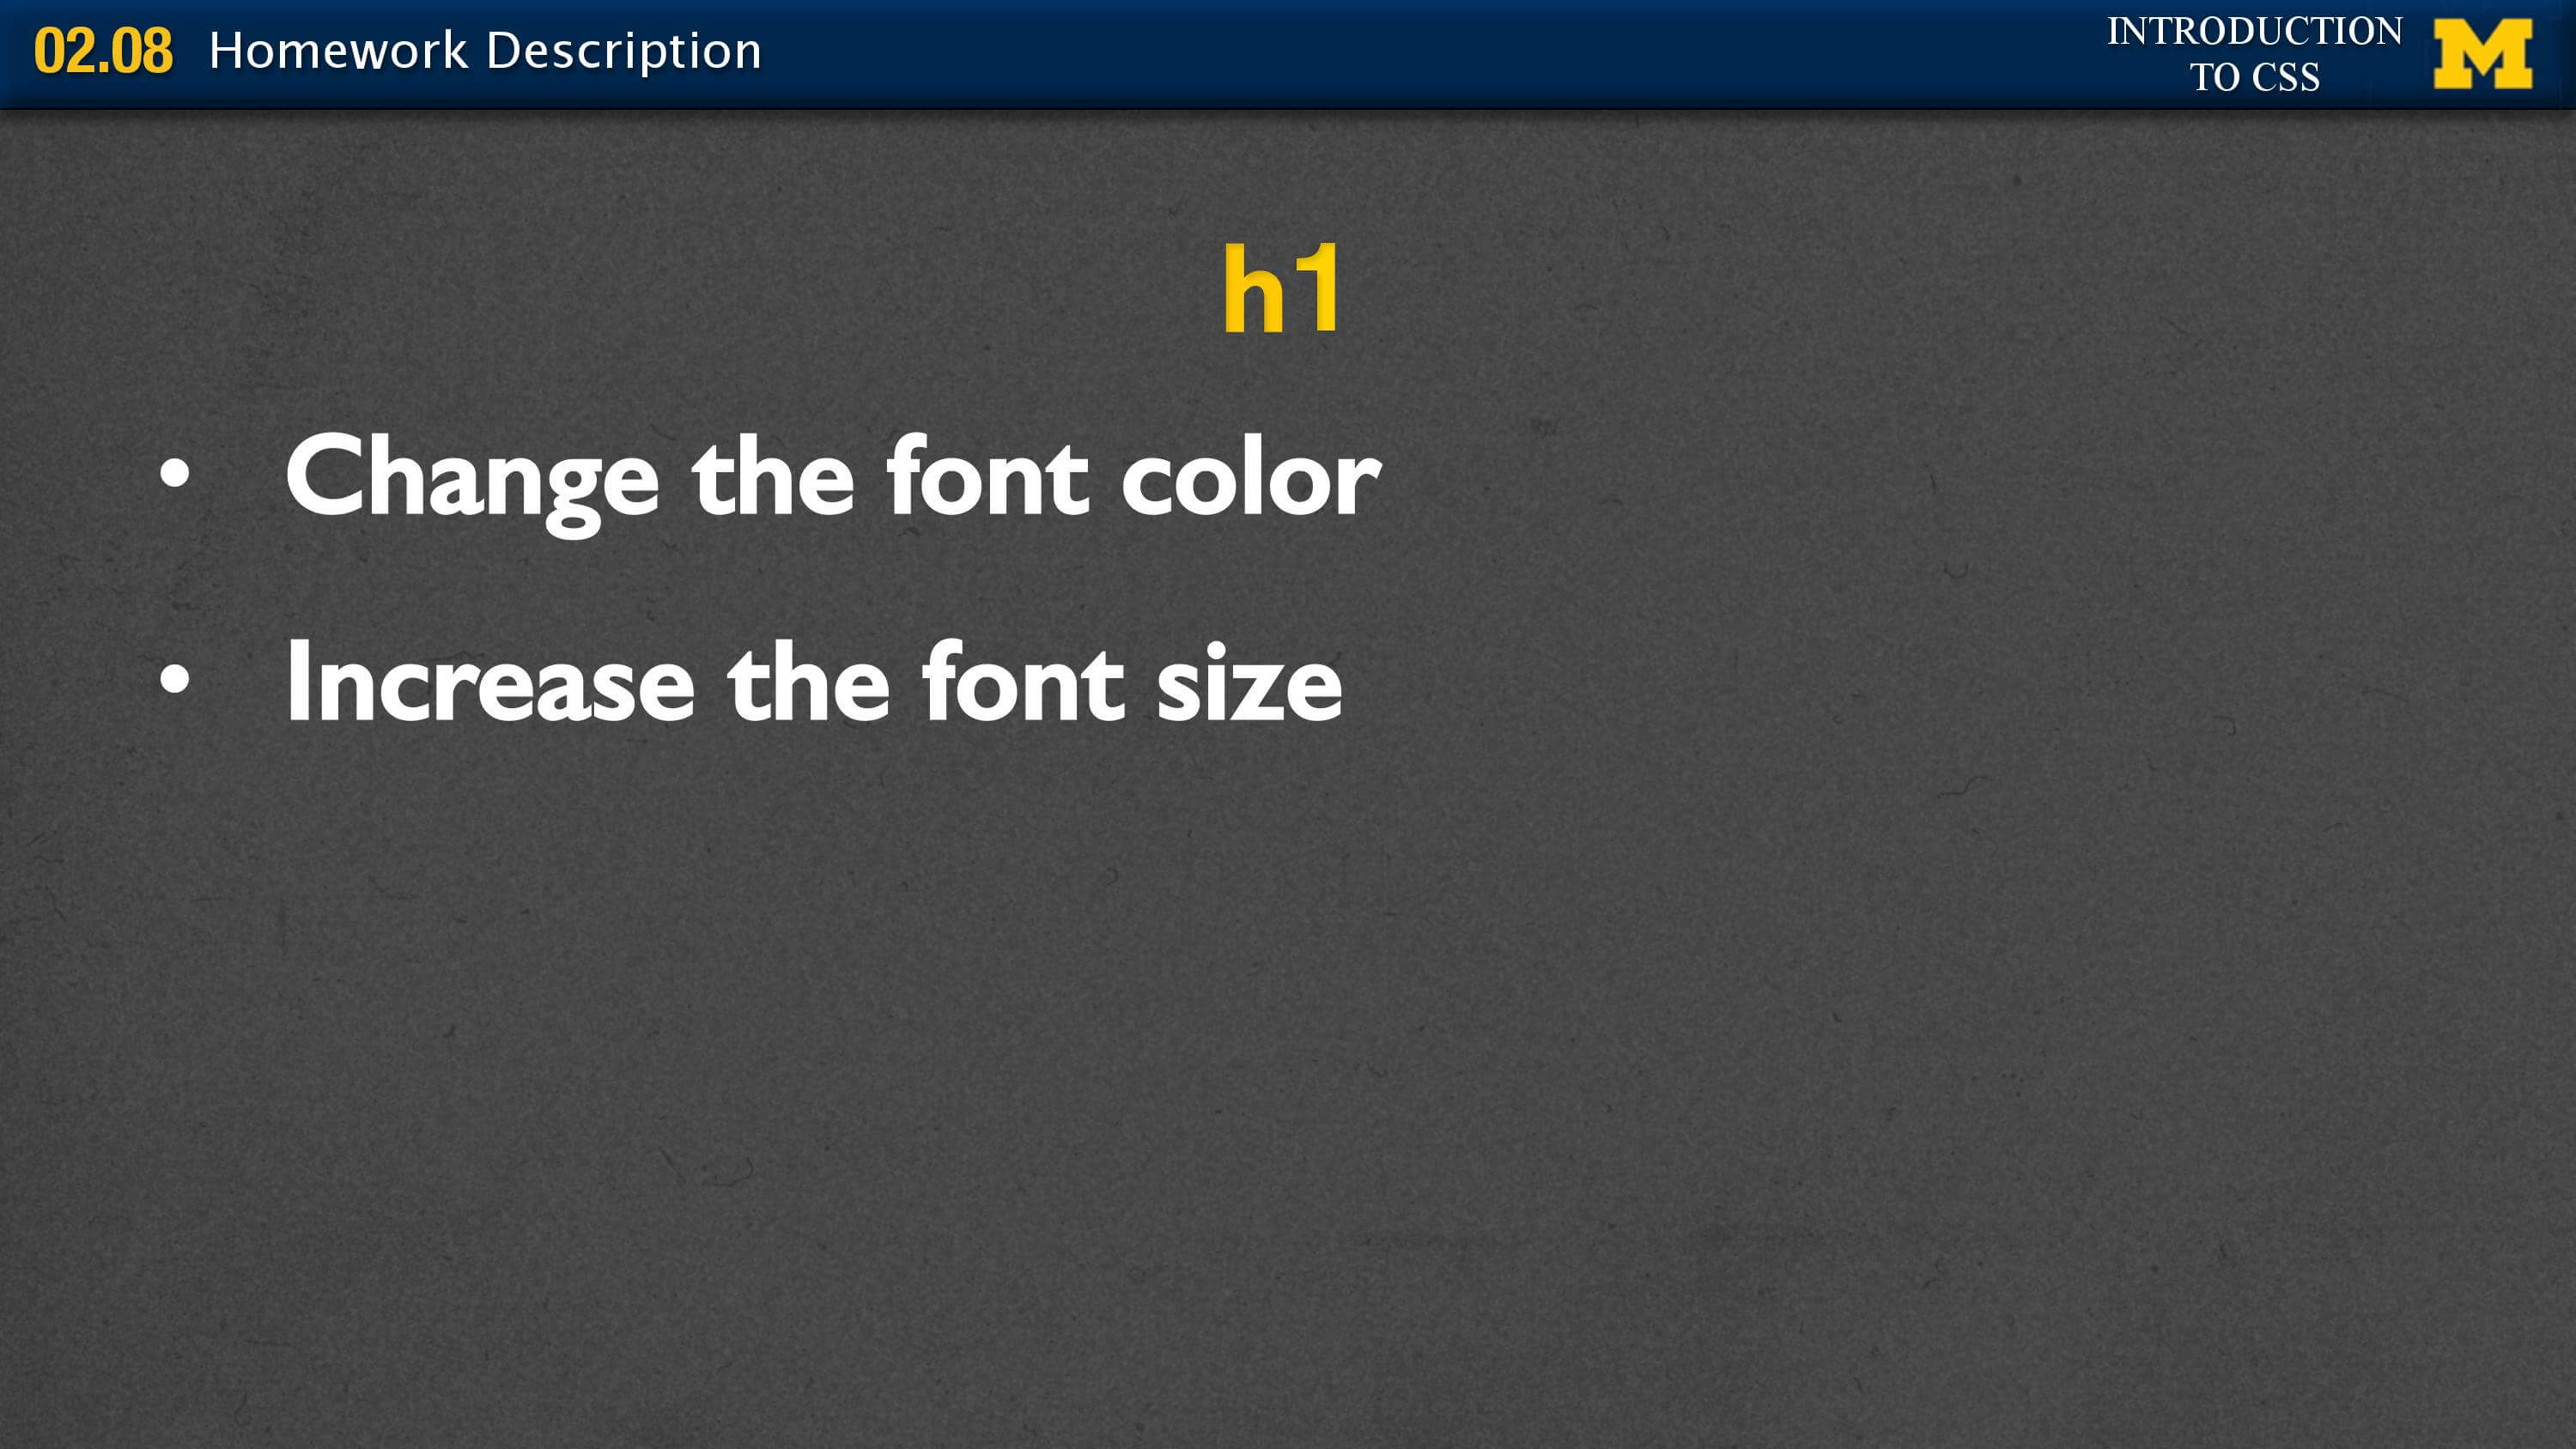 02.08 Homework Description
INTRODUCTION
TO CSS
M
h1
• Change the font color
• Increase the font size